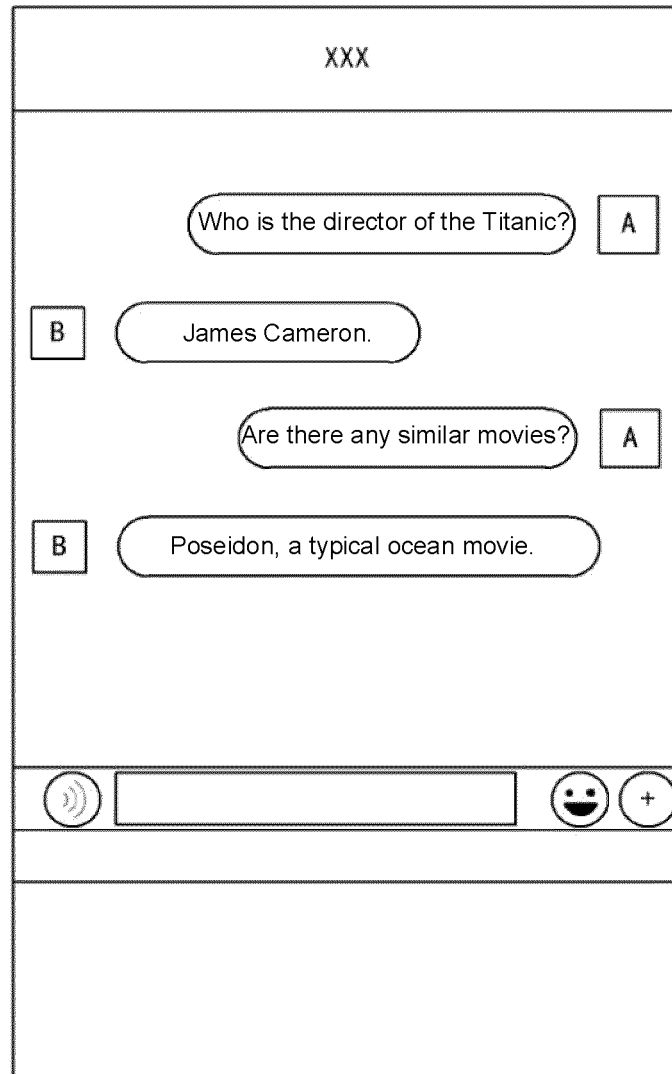 XXX
Who is the director of the Titanic?
A
B
James Cameron.
Are there any similar movies?
A
B
Poseidon, a typical ocean movie.
+